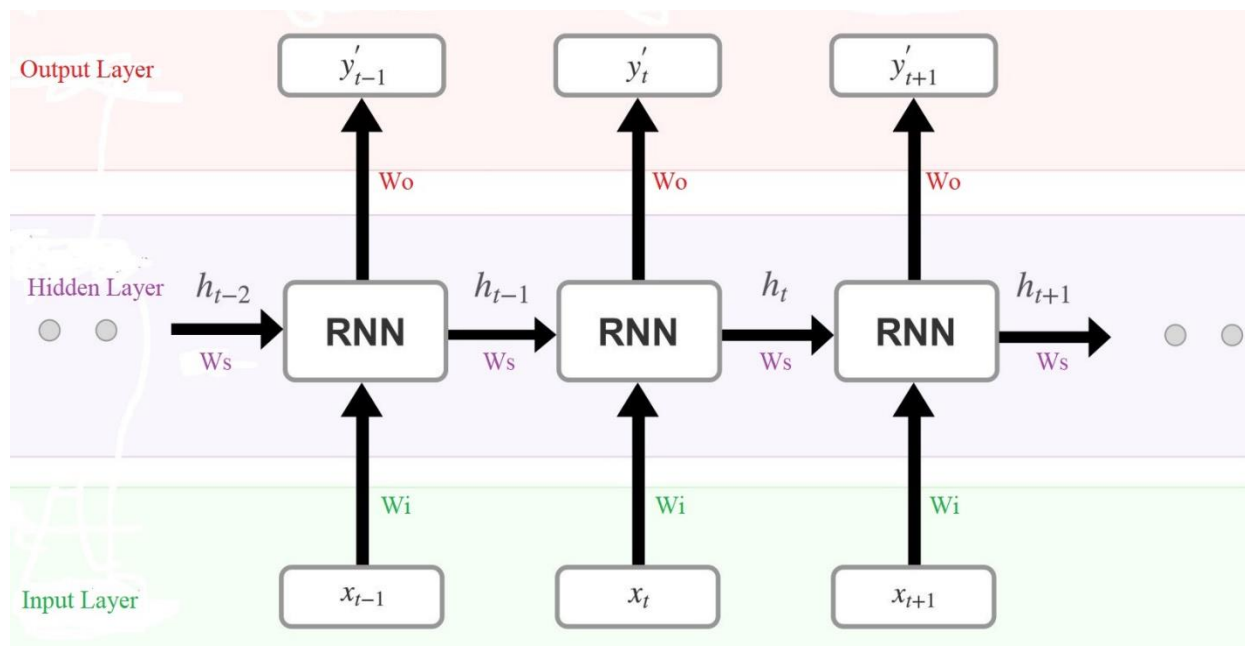 Output Layer
y'_{t-1} y'_t y'_{t+1}
Wo Wo Wo
Hidden Layer
h_{t-2} h_{t-1} h_t h_{t+1}
RNN RNN RNN
Ws Ws Ws Ws
Wi Wi Wi
Input Layer
x_{t-1} x_t x_{t+1}